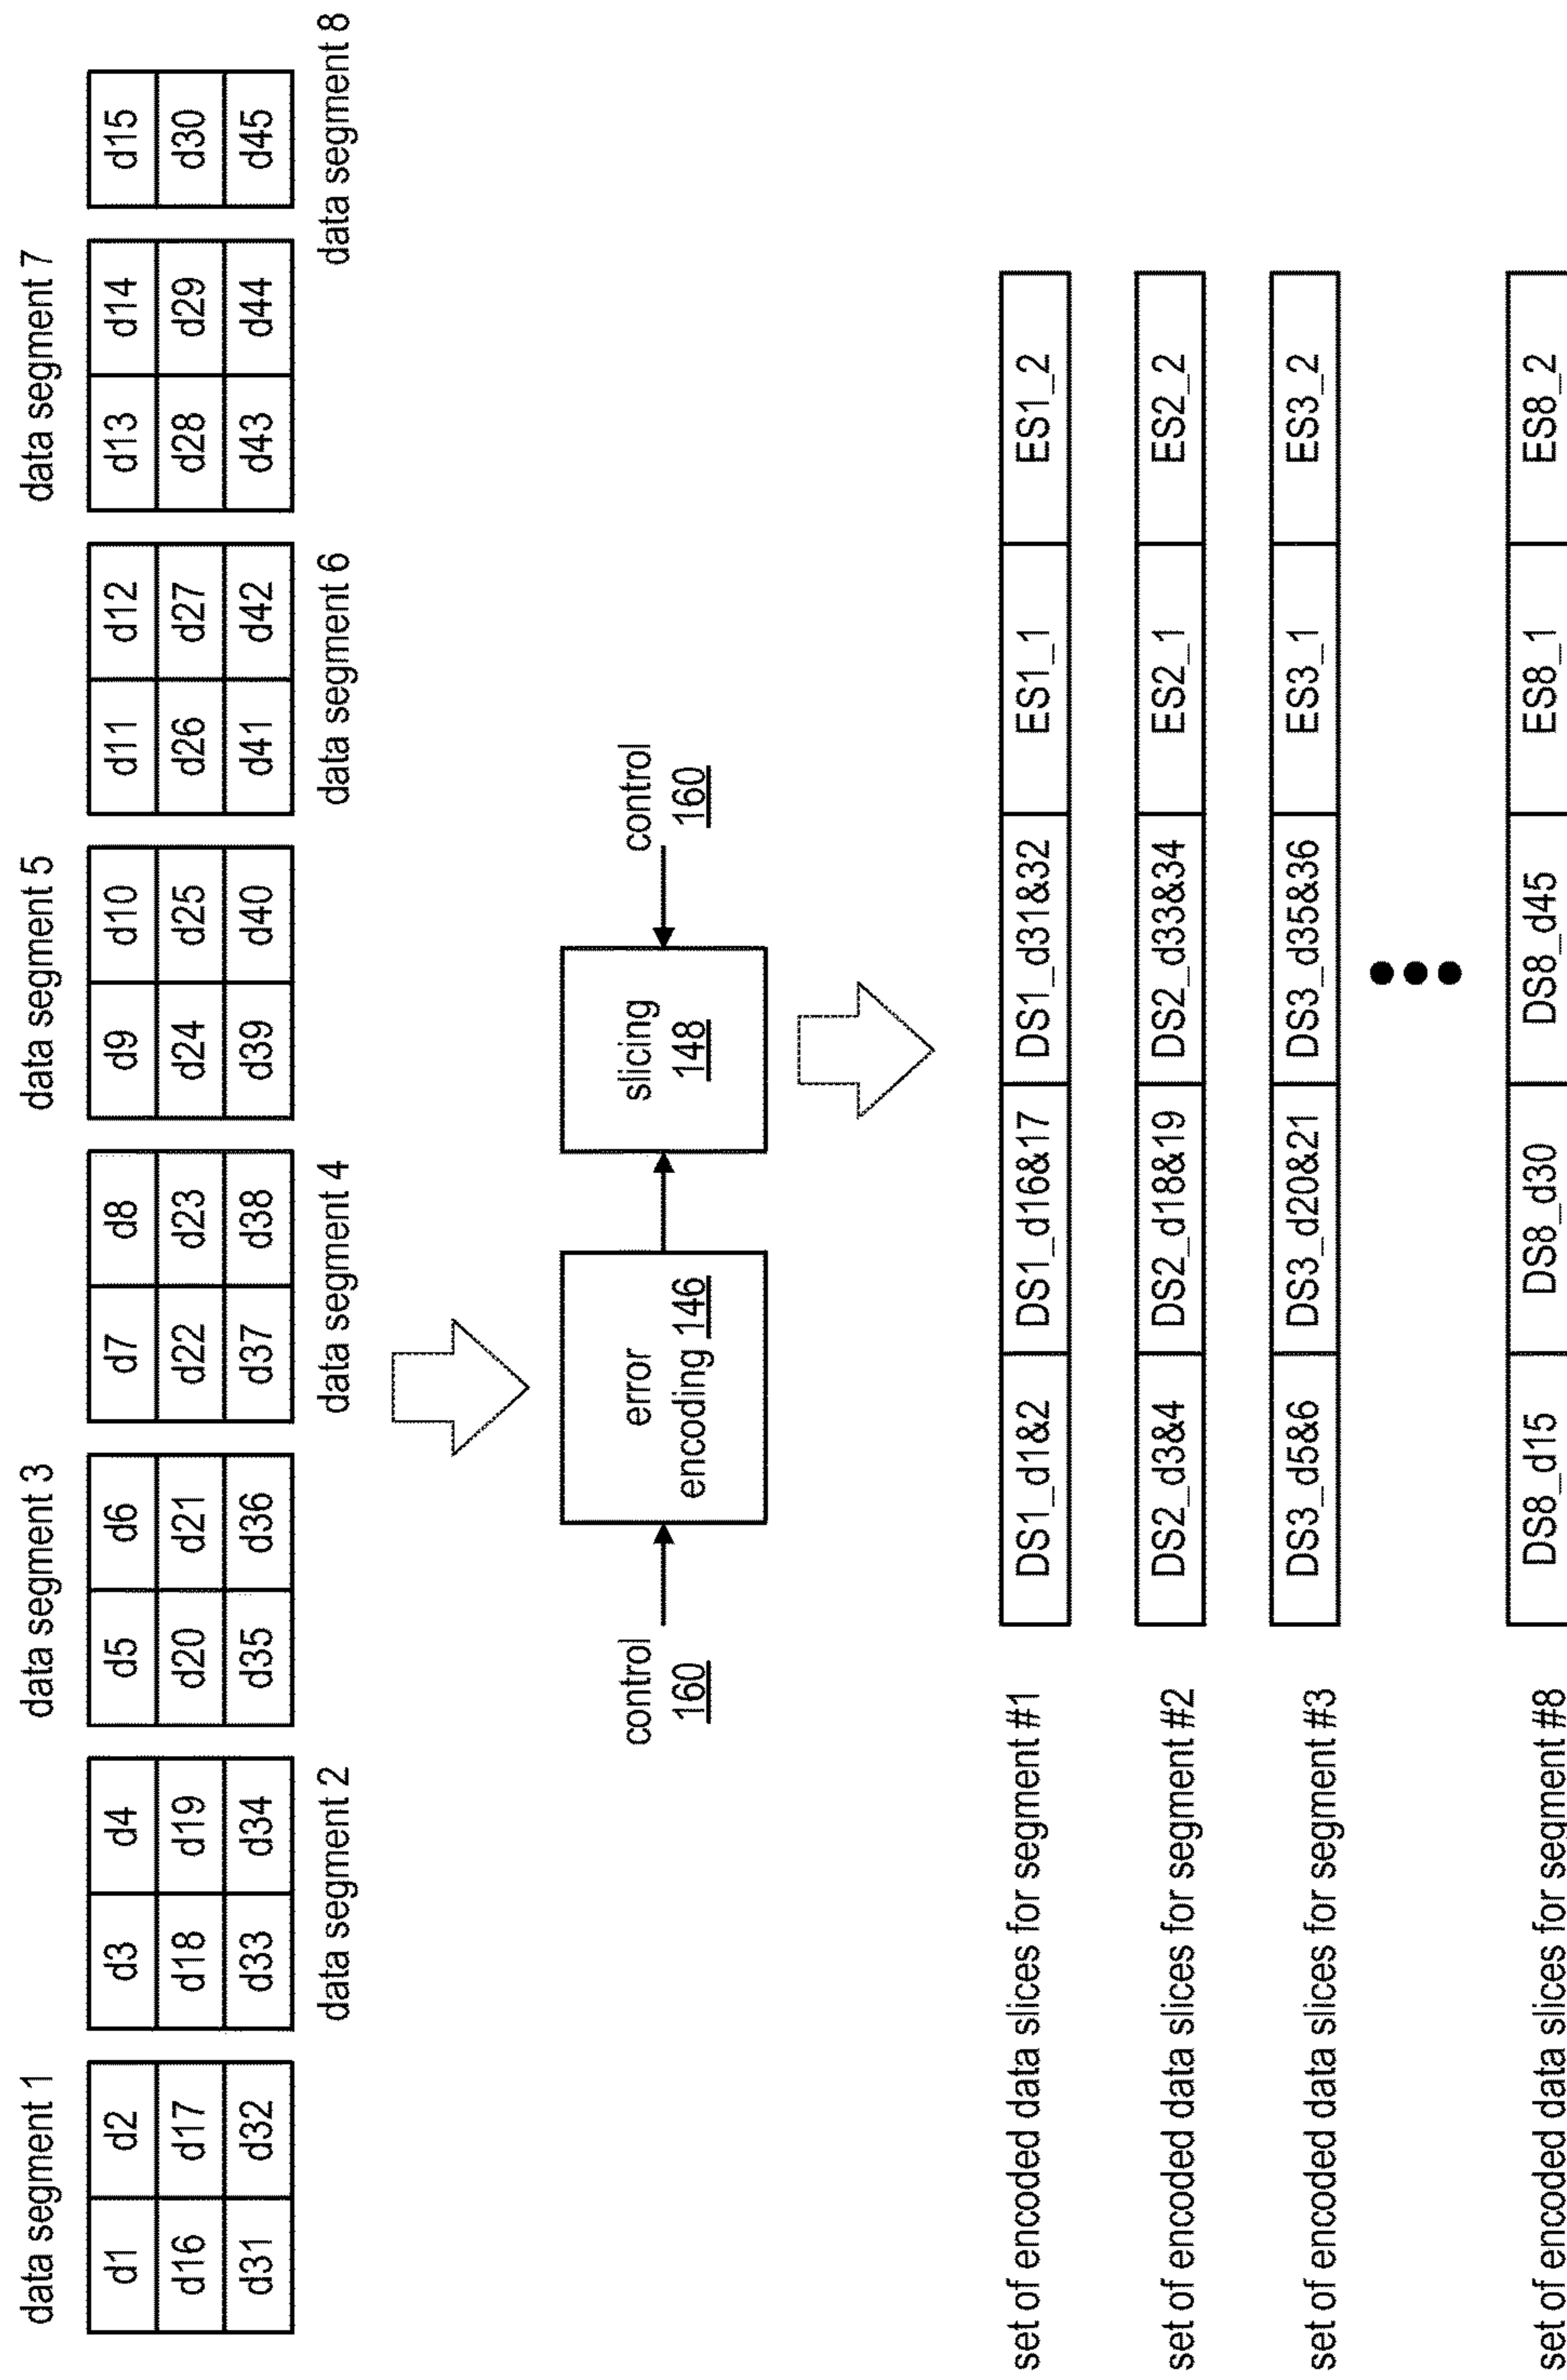 data segment 1
data segment 3
data segment 5
data segment 7
d1 d2 d3 d4 d5 d6 d7 d8 d9 d10 d11 d12 d13 d14 d15
d16 d17 d18 d19 d20 d21 d22 d23 d24 d25 d26 d27 d28 d29 d30
d31 d32 d33 d34 d35 d36 d37 d38 d39 d40 d41 d42 d43 d44 d45
data segment 2
data segment 4
data segment 6
data segment 8
control
160
error
encoding 146
slicing
148
control
160
set of encoded data slices for segment #1 DS1_d1&2 DS1_d16&17 DS1_d31&32 ES1_1 ES1_2
set of encoded data slices for segment #2 DS2_d3&4 DS2_d18&19 DS2_d33&34 ES2_1 ES2_2
set of encoded data slices for segment #3 DS3_d5&6 DS3_d20&21 DS3_d35&36 ES3_1 ES3_2
set of encoded data slices for segment #8 DS8_d15 DS8_d30 DS8_d45 ES8_1 ES8_2